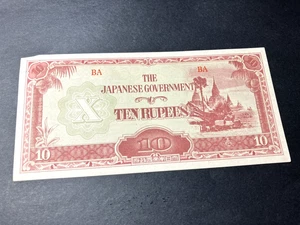 BA BA
THE
JAPANESE GOVERNMENT
TEN RUPEES
X
10 10 10